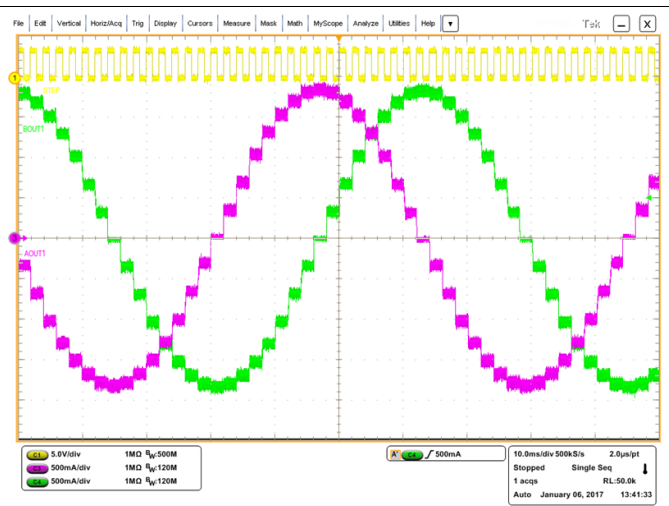 File Edit Vertical Horiz/Acq Trig Display Cursors Measure Mask Math MyScope Analyze Utilities Help Tek X
1 STEP
BOUT1
3
AOUT1
C1 5.0V/div 1MΩ BW:500M
C3 500mA/div 1MΩ BW:120M
C4 500mA/div 1MΩ BW:120M
A' C4 500mA
10.0ms/div 500kS/s 2.0µs/pt
Stopped Single Seq
1 acqs RL:50.0k
Auto January 06, 2017 13:41:33